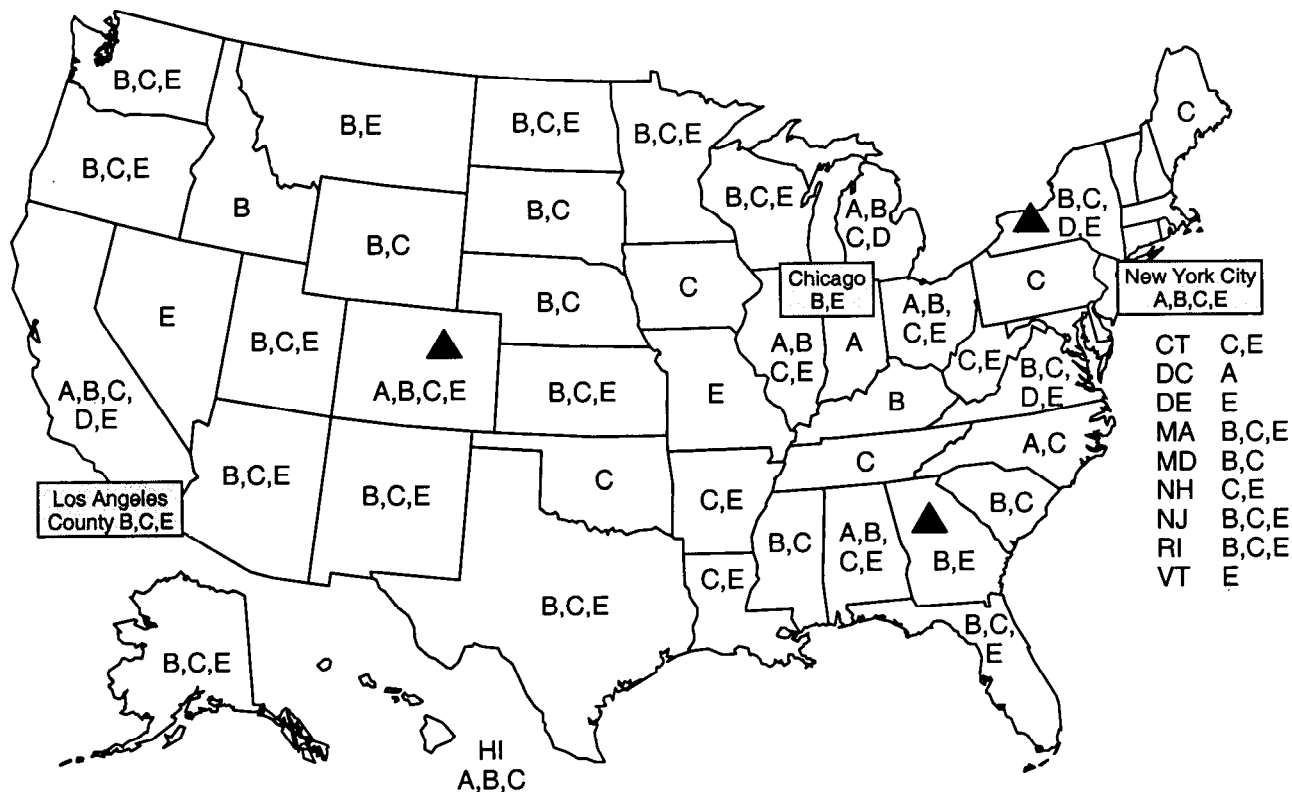 B,C,E
B,E
B,C,E
B,C,E
C
B,C,E
B
B,C
B,C
B,C,E
A,B
C,D
B,C,
D,E
E
B,C,E
A,B,C,E
B,C
C
Chicago
B,E
A,B
C,E
A
A,B,
C,E
C
New York City
A,B,C,E
A,B,C,
D,E
B,C,E
E
B
C,E
B,C,
D,E
CT C,E
DC A
DE E
MA B,C,E
MD B,C
NH C,E
NJ B,C,E
RI B,C,E
VT E
Los Angeles
County B,C,E
B,C,E
B,C,E
C
C,E
C
A,C
B,C
B,C,E
C,E
B,C
A,B,
C,E
B,E
B,C,
E
B,C,E
HI
A,B,C